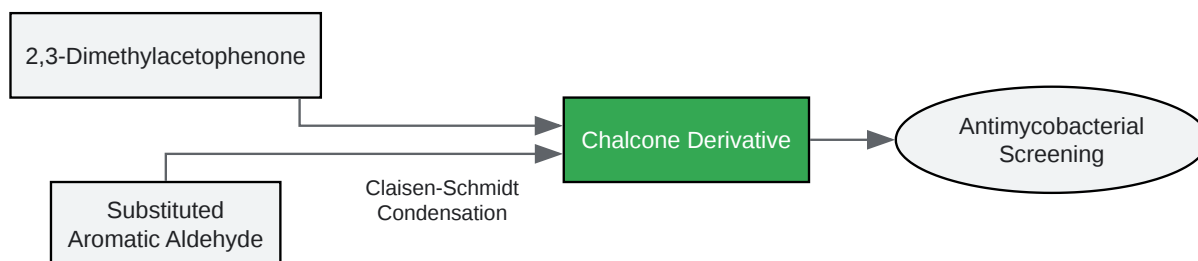 2,3-Dimethylacetophenone
Substituted
Aromatic Aldehyde
Claisen-Schmidt
Condensation
Chalcone Derivative
Antimycobacterial
Screening